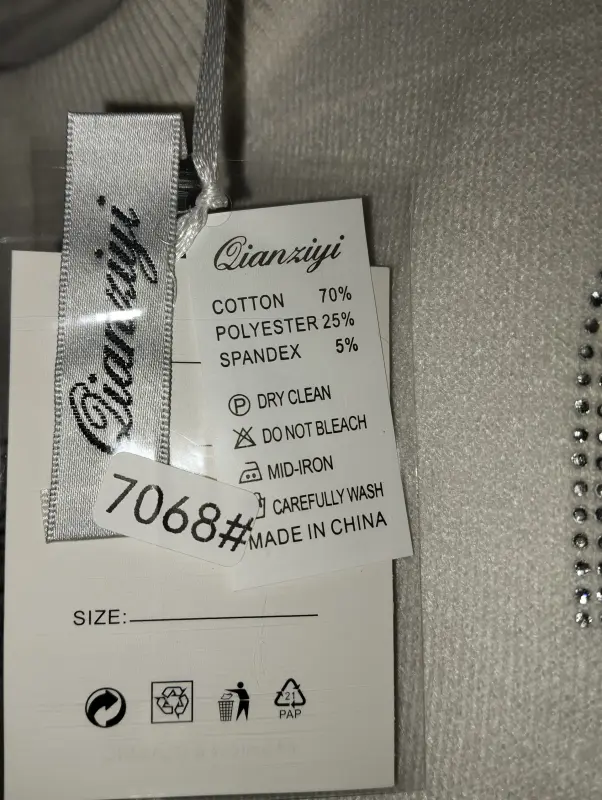 Qianziyi
Qianziyi
COTTON 70%
POLYESTER 25%
SPANDEX 5%
P DRY CLEAN
DO NOT BLEACH
MID-IRON
CAREFULLY WASH
MADE IN CHINA
7068#
SIZE:
21
PAP